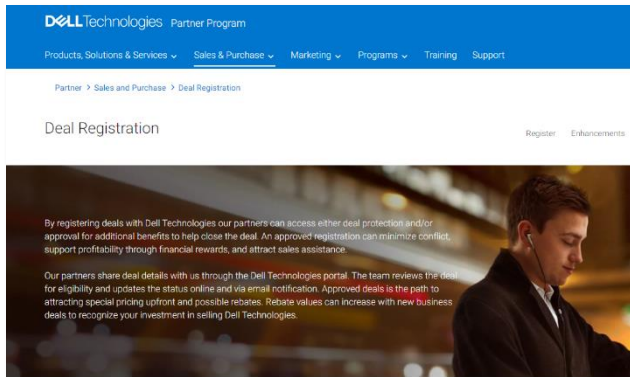 DELLTechnologies Partner Program
Products, Solutions & Services Sales & Purchase Marketing Programs Training Support
Partner > Sales and Purchase > Deal Registration
Deal Registration
Register Enhancements
By registering deals with Dell Technologies our partners can access either deal protection and/or
approval for additional benefits to help close the deal. An approved registration can minimize conflict,
support profitability through financial rewards, and attract sales assistance.
Our partners share deal details with us through the Dell Technologies portal. The team reviews the deal
for eligibility and updates the status online and via email notification. Approved deals is the path to
attracting special pricing upfront and possible rebates. Rebate values can increase with new business
deals to recognize your investment in selling Dell Technologies.